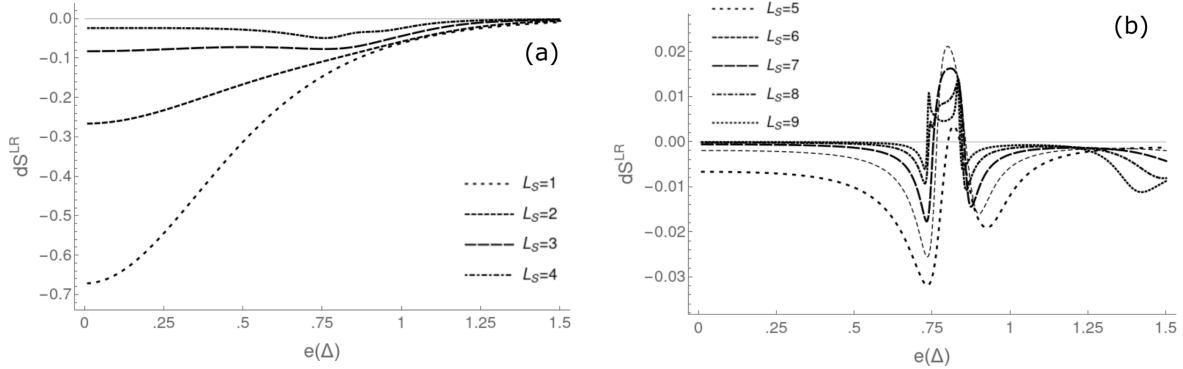 0.0
−0.1
−0.2
−0.3
−0.4
−0.5
−0.6
−0.7
dS^LR
(a)
L_S=1
L_S=2
L_S=3
L_S=4
0 .25 .5 .75 1 1.25 1.5
e(Δ)
L_S=5
L_S=6
L_S=7
L_S=8
L_S=9
(b)
0.02
0.01
0.00
−0.01
−0.02
−0.03
dS^LR
0 .25 .5 .75 1 1.25 1.5
e(Δ)